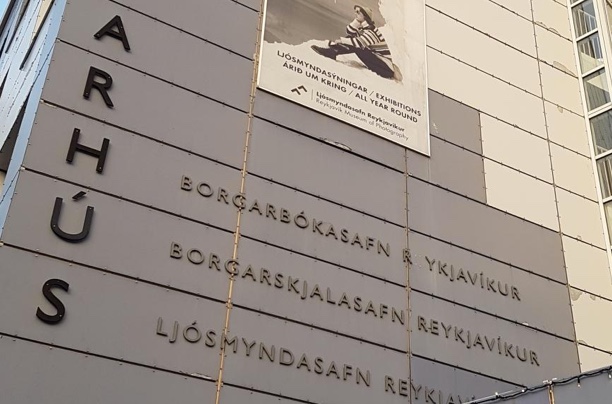 ARHÚS
LJÓSMYNDASÝNINGAR / EXHIBITIONS
ÁRIÐ UM KRING / ALL YEAR ROUND
Ljósmyndasafn Reykjavíkur
Reykjavík Museum of Photography
BORGARBÓKASAFN R YKJAVÍKUR
BORGARSKJALASAFN REYKJAVÍKUR
LJÓSMYNDASAFN REYKJAV